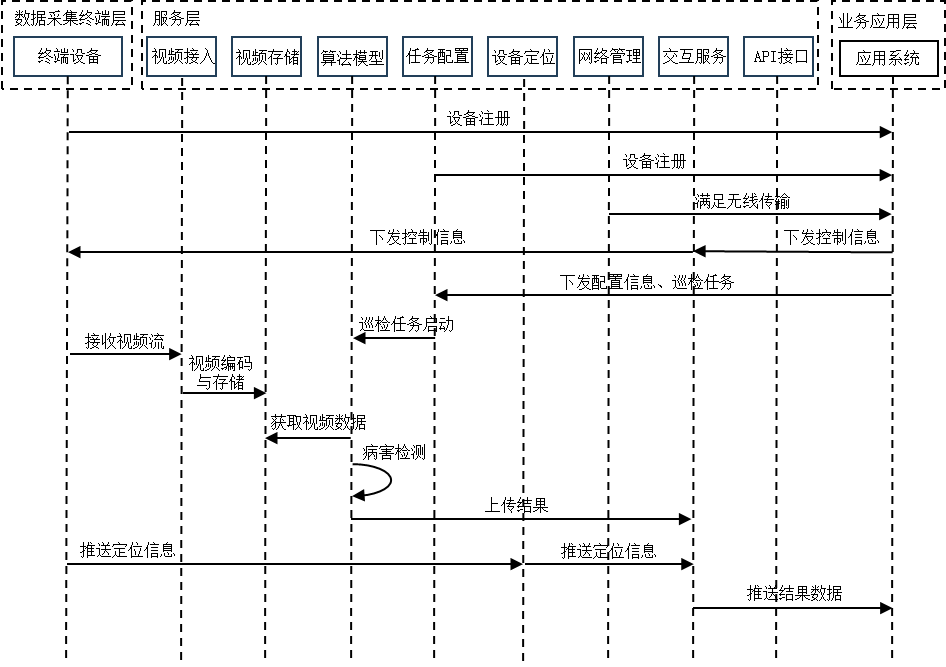 数据采集终端层
服务层
业务应用层
终端设备
视频接入
视频存储
算法模型
任务配置
设备定位
网络管理
交互服务
API接口
应用系统
设备注册
设备注册
满足无线传输
下发控制信息
下发控制信息
下发配置信息、巡检任务
巡检任务启动
接收视频流
视频编码
与存储
获取视频数据
病害检测
上传结果
推送定位信息
推送定位信息
推送结果数据